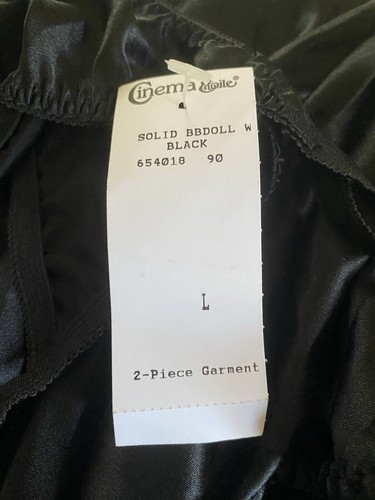 Cinema Etoile®
SOLID BBDOLL W
BLACK
654018 90
L
2-Piece Garment